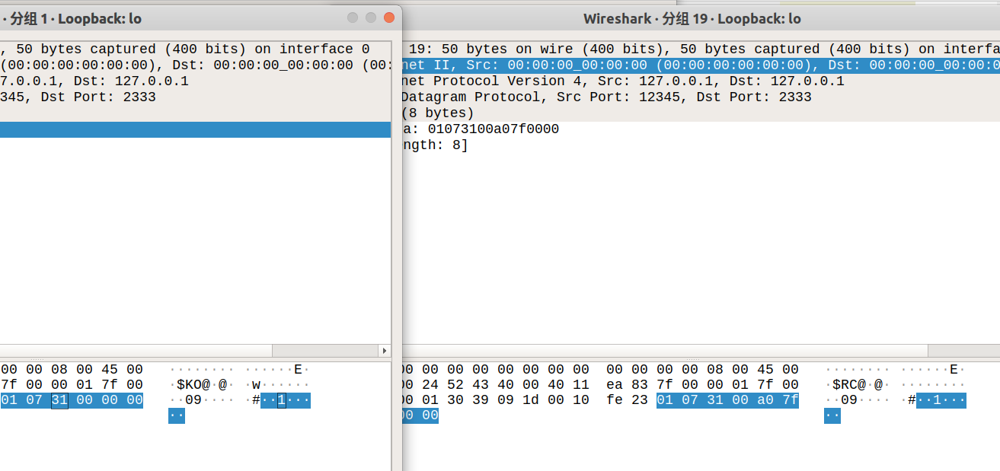 · 分组 1 · Loopback: lo
, 50 bytes captured (400 bits) on interface 0
(00:00:00:00:00:00), Dst: 00:00:00_00:00:00 (00:
7.0.0.1, Dst: 127.0.0.1
345, Dst Port: 2333
00 00 08 00 45 00 ········ ······E·
7f 00 00 01 7f 00 ·$KO@·@· ·w······
01 07 31 00 00 00 ··09···· ·#··1···
··
Wireshark · 分组 19 · Loopback: lo
19: 50 bytes on wire (400 bits), 50 bytes captured (400 bits) on interfa
net II, Src: 00:00:00_00:00:00 (00:00:00:00:00:00), Dst: 00:00:00_00:00:0
net Protocol Version 4, Src: 127.0.0.1, Dst: 127.0.0.1
Datagram Protocol, Src Port: 12345, Dst Port: 2333
(8 bytes)
a: 01073100a07f0000
ngth: 8]
00 00 00 00 00 00 00 00 00 00 00 08 00 45 00 ········ ······E·
00 24 52 43 40 00 40 11 ea 83 7f 00 00 01 7f 00 ·$RC@·@· ········
00 01 30 39 09 1d 00 10 fe 23 01 07 31 00 a0 7f ··09···· ·#··1···
00 00 ··